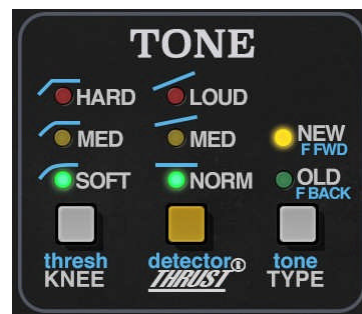 TONE
HARD LOUD
MED MED NEW
F FWD
SOFT NORM OLD
F BACK
thresh detector® tone
KNEE THRUST TYPE